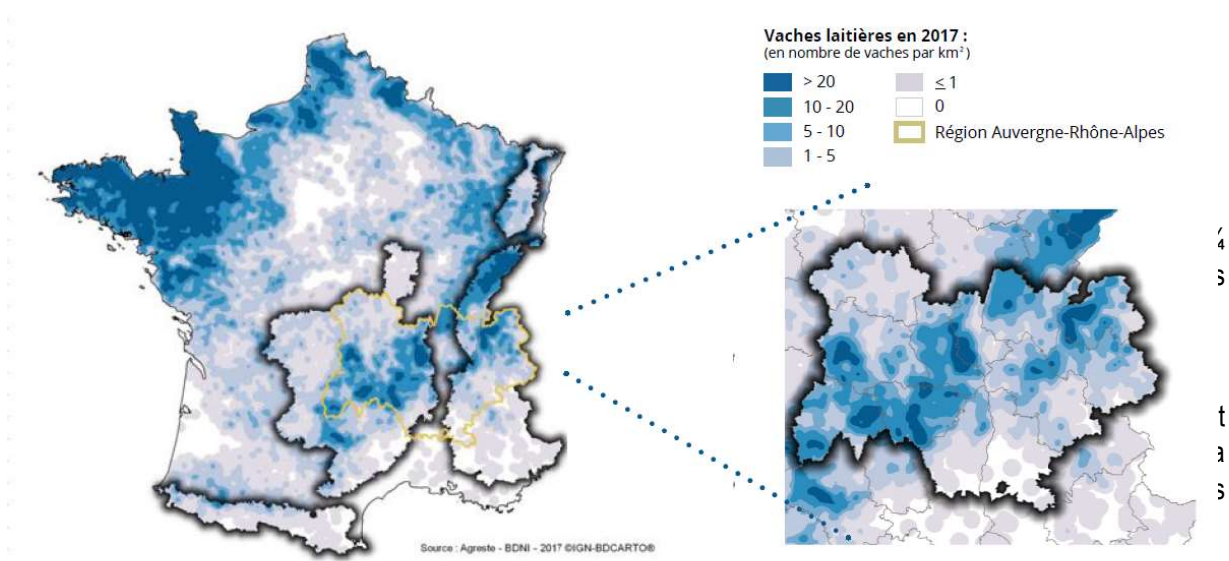 Vaches laitières en 2017 :
(en nombre de vaches par km²)
> 20
≤ 1
10 - 20
0
5 - 10
Région Auvergne-Rhône-Alpes
1 - 5
s
t
a
s
Source : Agreste - BDNI - 2017 ©IGN-BDCARTO®